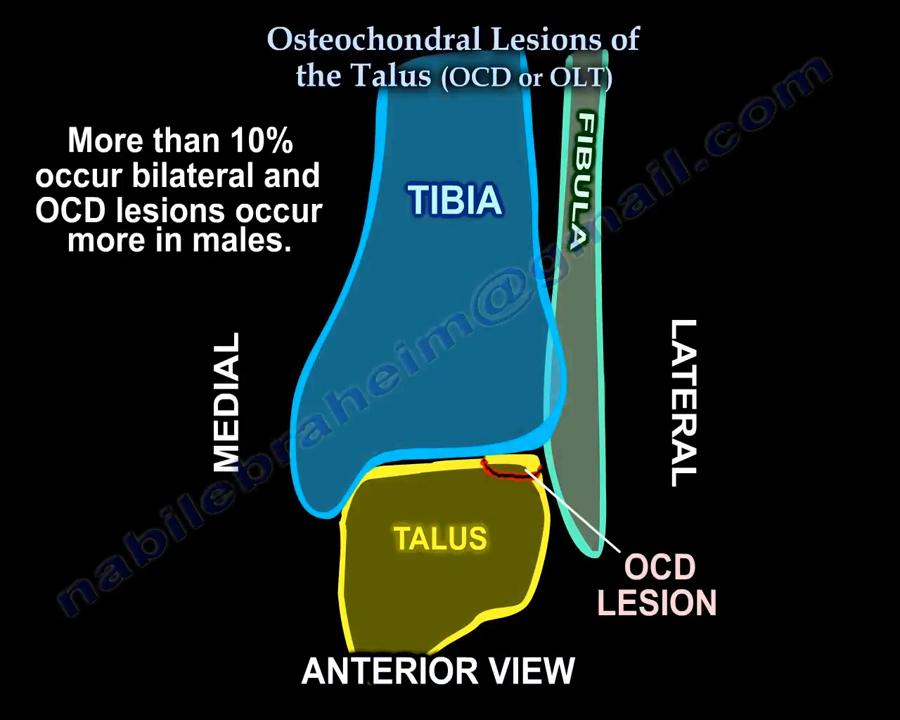 Osteochondral Lesions of
the Talus (OCD or OLT)
More than 10%
occur bilateral and
OCD lesions occur
more in males.
TIBIA
FIBULA
MEDIAL
LATERAL
TALUS
OCD
LESION
ANTERIOR VIEW
nabilebraheim@gmail.com